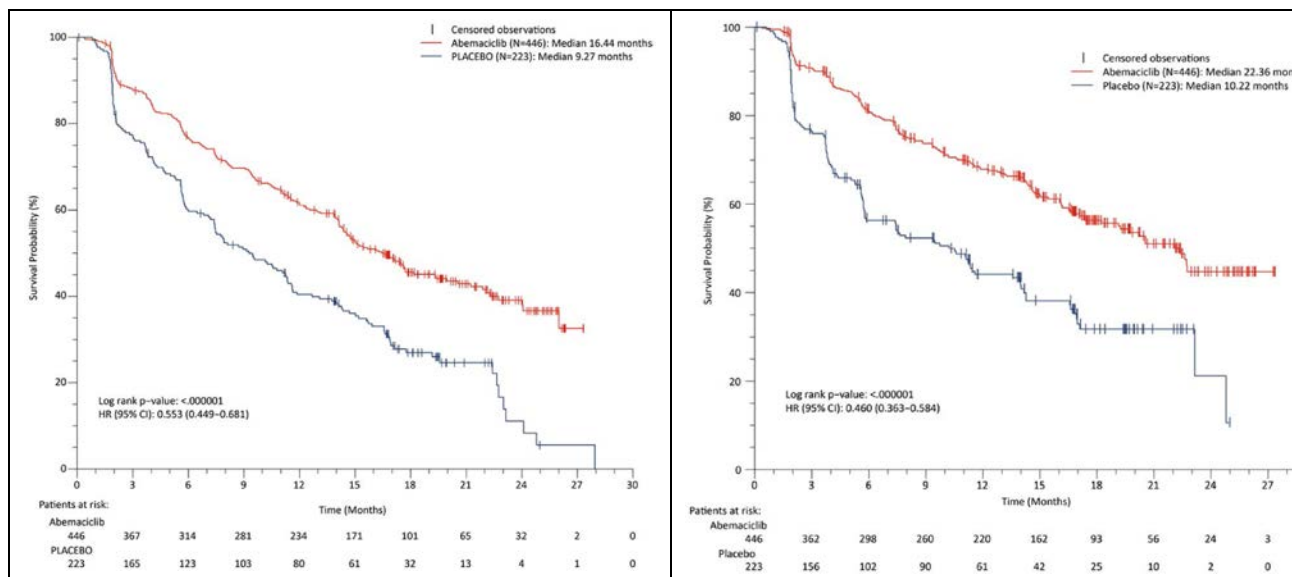 Censored observations
Abemaciclib (N=446): Median 16.44 months
PLACEBO (N=223): Median 9.27 months
100
80
60
40
20
0
Survival Probability (%)
Log rank p-value: <.000001
HR (95% CI): 0.553 (0.449–0.681)
0 3 6 9 12 15 18 21 24 27 30
Time (Months)
Patients at risk:
Abemaciclib
446 367 314 281 234 171 101 65 32 2 0
PLACEBO
223 165 123 103 80 61 32 13 4 1 0
Censored observations
Abemaciclib (N=446): Median 22.36 mon
Placebo (N=223): Median 10.22 months
100
90
80
70
60
50
40
30
20
10
0
Survival Probability (%)
Log rank p-value: <.000001
HR (95% CI): 0.460 (0.363–0.584)
3 6 9 12 15 18 21 24 27
Time (Months)
Patients at risk:
Abemaciclib
446 362 298 260 220 162 93 56 24 3
Placebo
223 156 102 90 61 42 25 10 2 0